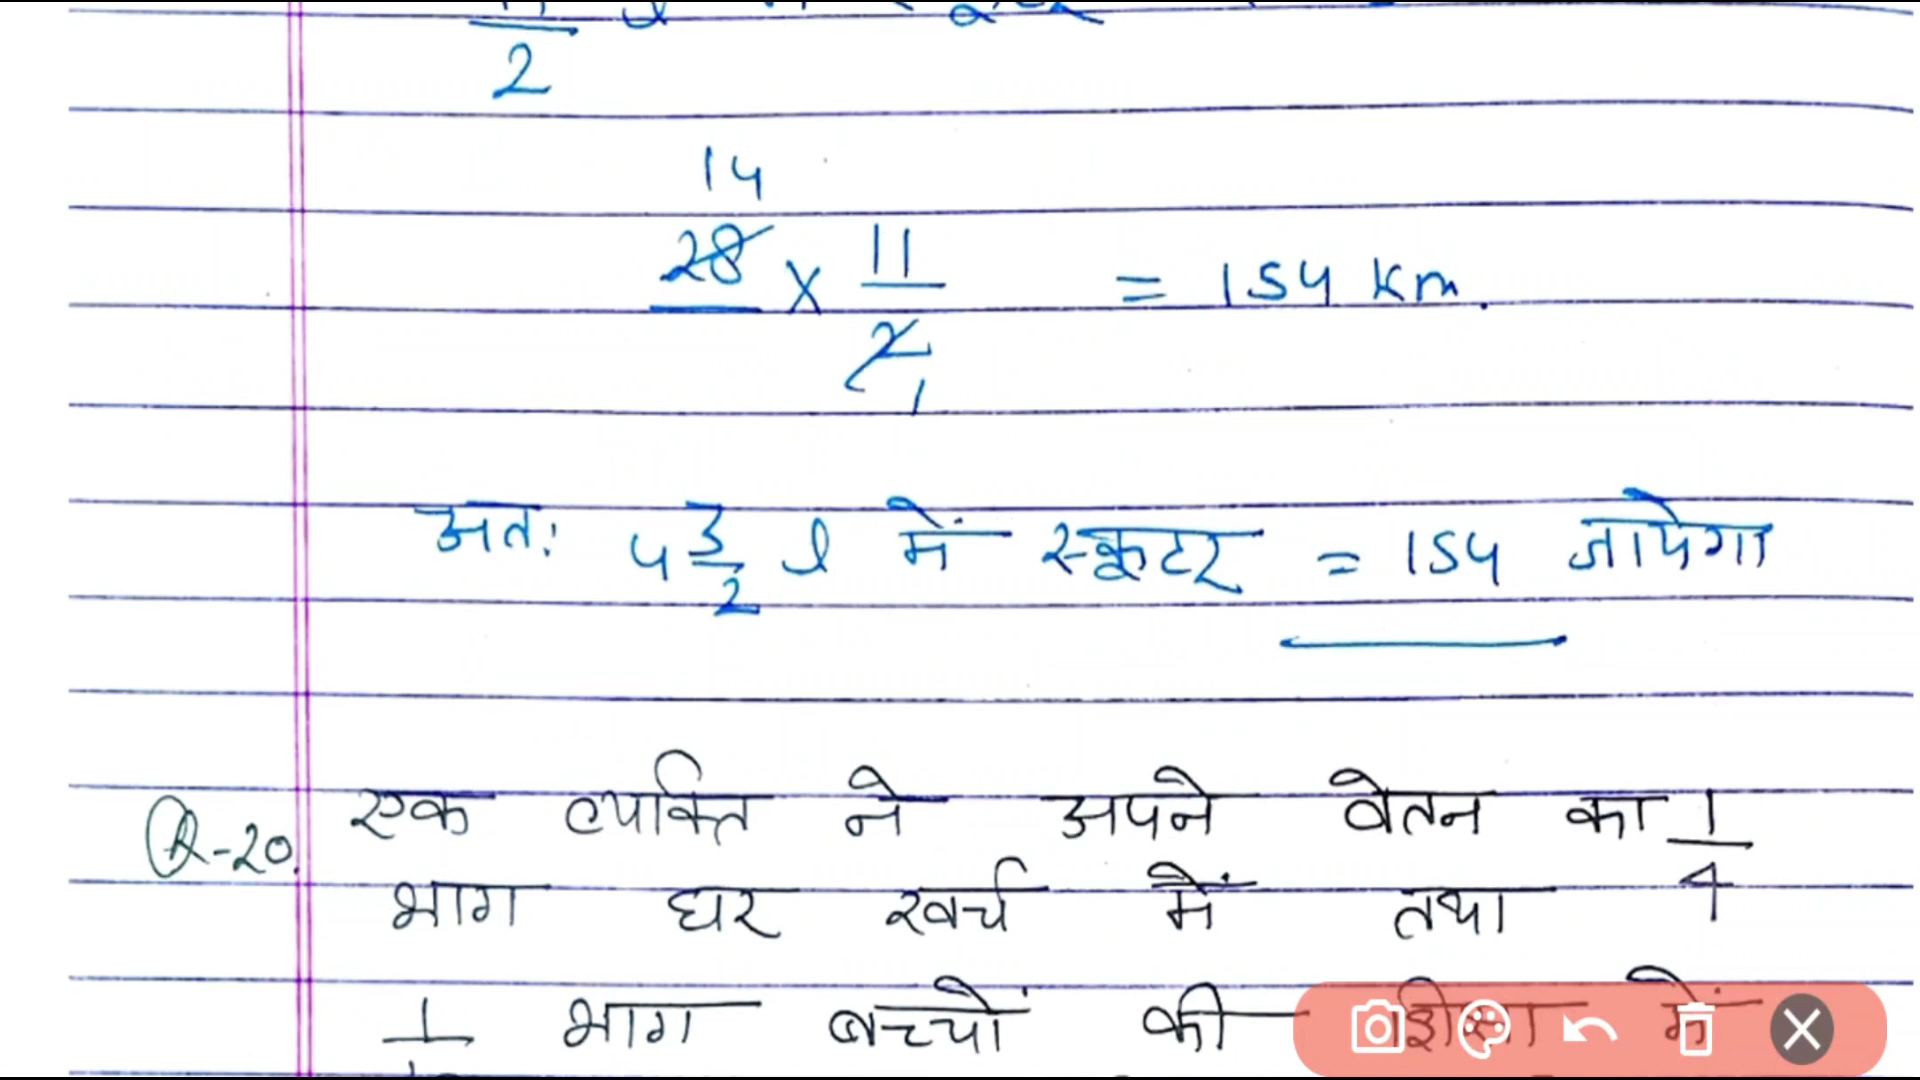 2
14
28 × 11/2 = 154 km.
1
अतः 4 3/2 l में स्कूटर = 154 जायेगा
Q-20. एक व्यक्ति ने अपने वेतन का 1/4
भाग घर खर्च में तथा
1 भाग बच्चों की शिक्षा में